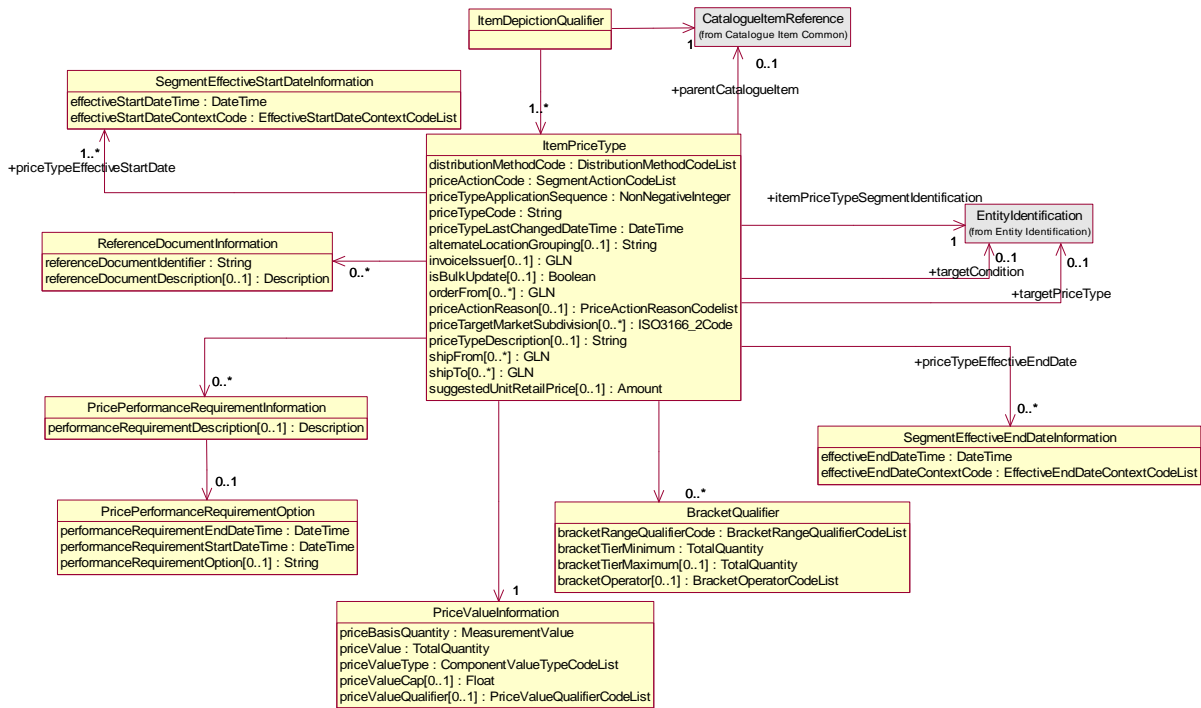 ItemDepictionQualifier
CatalogueItemReference
(from Catalogue Item Common)
1
0..1
+parentCatalogueItem
1..*
SegmentEffectiveStartDateInformation
effectiveStartDateTime : DateTime
effectiveStartDateContextCode : EffectiveStartDateContextCodeList
1..*
+priceTypeEffectiveStartDate
ItemPriceType
distributionMethodCode : DistributionMethodCodeList
priceActionCode : SegmentActionCodeList
priceTypeApplicationSequence : NonNegativeInteger
priceTypeCode : String
priceTypeLastChangedDateTime : DateTime
alternateLocationGrouping[0..1] : String
invoiceIssuer[0..1] : GLN
isBulkUpdate[0..1] : Boolean
orderFrom[0..*] : GLN
priceActionReason[0..1] : PriceActionReasonCodelist
priceTargetMarketSubdivision[0..*] : ISO3166_2Code
priceTypeDescription[0..1] : String
shipFrom[0..*] : GLN
shipTo[0..*] : GLN
suggestedUnitRetailPrice[0..1] : Amount
+itemPriceTypeSegmentIdentification
1
EntityIdentification
(from Entity Identification)
0..1
+targetCondition
0..1
+targetPriceType
ReferenceDocumentInformation
referenceDocumentIdentifier : String
referenceDocumentDescription[0..1] : Description
0..*
+priceTypeEffectiveEndDate
0..*
0..*
PricePerformanceRequirementInformation
performanceRequirementDescription[0..1] : Description
SegmentEffectiveEndDateInformation
effectiveEndDateTime : DateTime
effectiveEndDateContextCode : EffectiveEndDateContextCodeList
0..1
PricePerformanceRequirementOption
performanceRequirementEndDateTime : DateTime
performanceRequirementStartDateTime : DateTime
performanceRequirementOption[0..1] : String
0..*
BracketQualifier
bracketRangeQualifierCode : BracketRangeQualifierCodeList
bracketTierMinimum : TotalQuantity
bracketTierMaximum[0..1] : TotalQuantity
bracketOperator[0..1] : BracketOperatorCodeList
1
PriceValueInformation
priceBasisQuantity : MeasurementValue
priceValue : TotalQuantity
priceValueType : ComponentValueTypeCodeList
priceValueCap[0..1] : Float
priceValueQualifier[0..1] : PriceValueQualifierCodeList